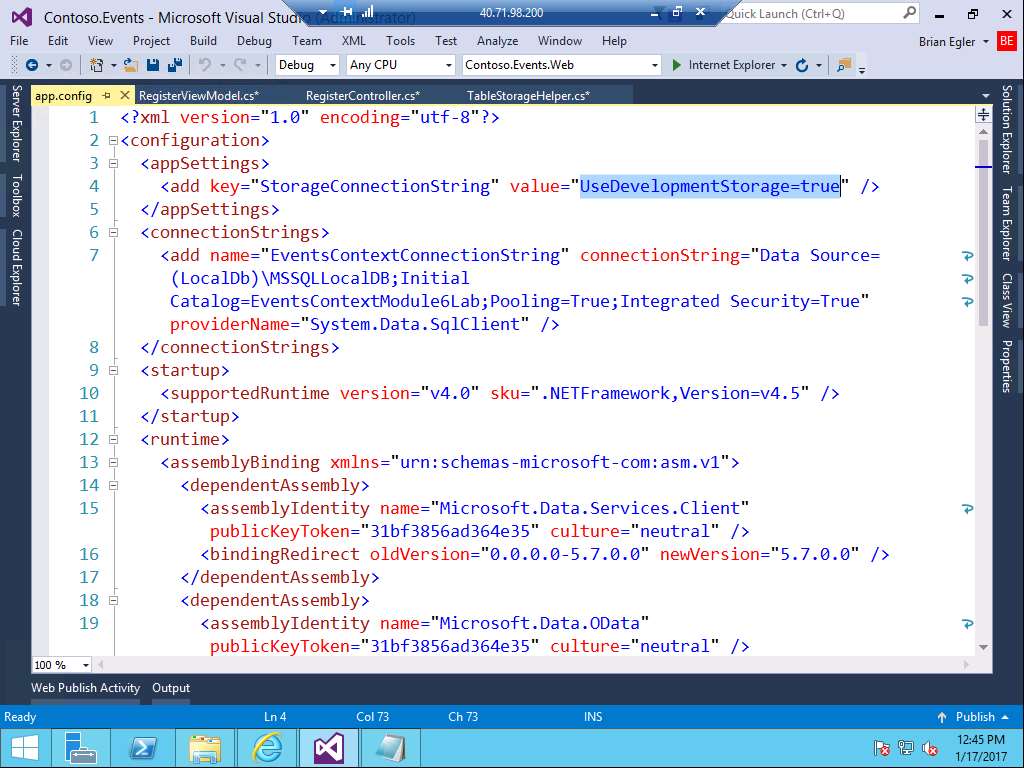 Contoso.Events - Microsoft Visual Studio (Administrator)
40.71.98.200
Quick Launch (Ctrl+Q)
File Edit View Project Build Debug Team XML Tools Test Analyze Window Help
Brian Egler
BE
Debug
Any CPU
Contoso.Events.Web
Internet Explorer
app.config
RegisterViewModel.cs*
RegisterController.cs*
TableStorageHelper.cs*
Server Explorer
Toolbox
Cloud Explorer
1 <?xml version="1.0" encoding="utf-8"?>
2 <configuration>
3 <appSettings>
4 <add key="StorageConnectionString" value="UseDevelopmentStorage=true" />
5 </appSettings>
6 <connectionStrings>
7 <add name="EventsContextConnectionString" connectionString="Data Source=
(LocalDb)\MSSQLLocalDB;Initial
Catalog=EventsContextModule6Lab;Pooling=True;Integrated Security=True"
providerName="System.Data.SqlClient" />
8 </connectionStrings>
9 <startup>
10 <supportedRuntime version="v4.0" sku=".NETFramework,Version=v4.5" />
11 </startup>
12 <runtime>
13 <assemblyBinding xmlns="urn:schemas-microsoft-com:asm.v1">
14 <dependentAssembly>
15 <assemblyIdentity name="Microsoft.Data.Services.Client"
publicKeyToken="31bf3856ad364e35" culture="neutral" />
16 <bindingRedirect oldVersion="0.0.0.0-5.7.0.0" newVersion="5.7.0.0" />
17 </dependentAssembly>
18 <dependentAssembly>
19 <assemblyIdentity name="Microsoft.Data.OData"
publicKeyToken="31bf3856ad364e35" culture="neutral" />
Solution Explorer
Team Explorer
Class View
Properties
100 %
Web Publish Activity
Output
Ready
Ln 4
Col 73
Ch 73
INS
Publish
12:45 PM
1/17/2017